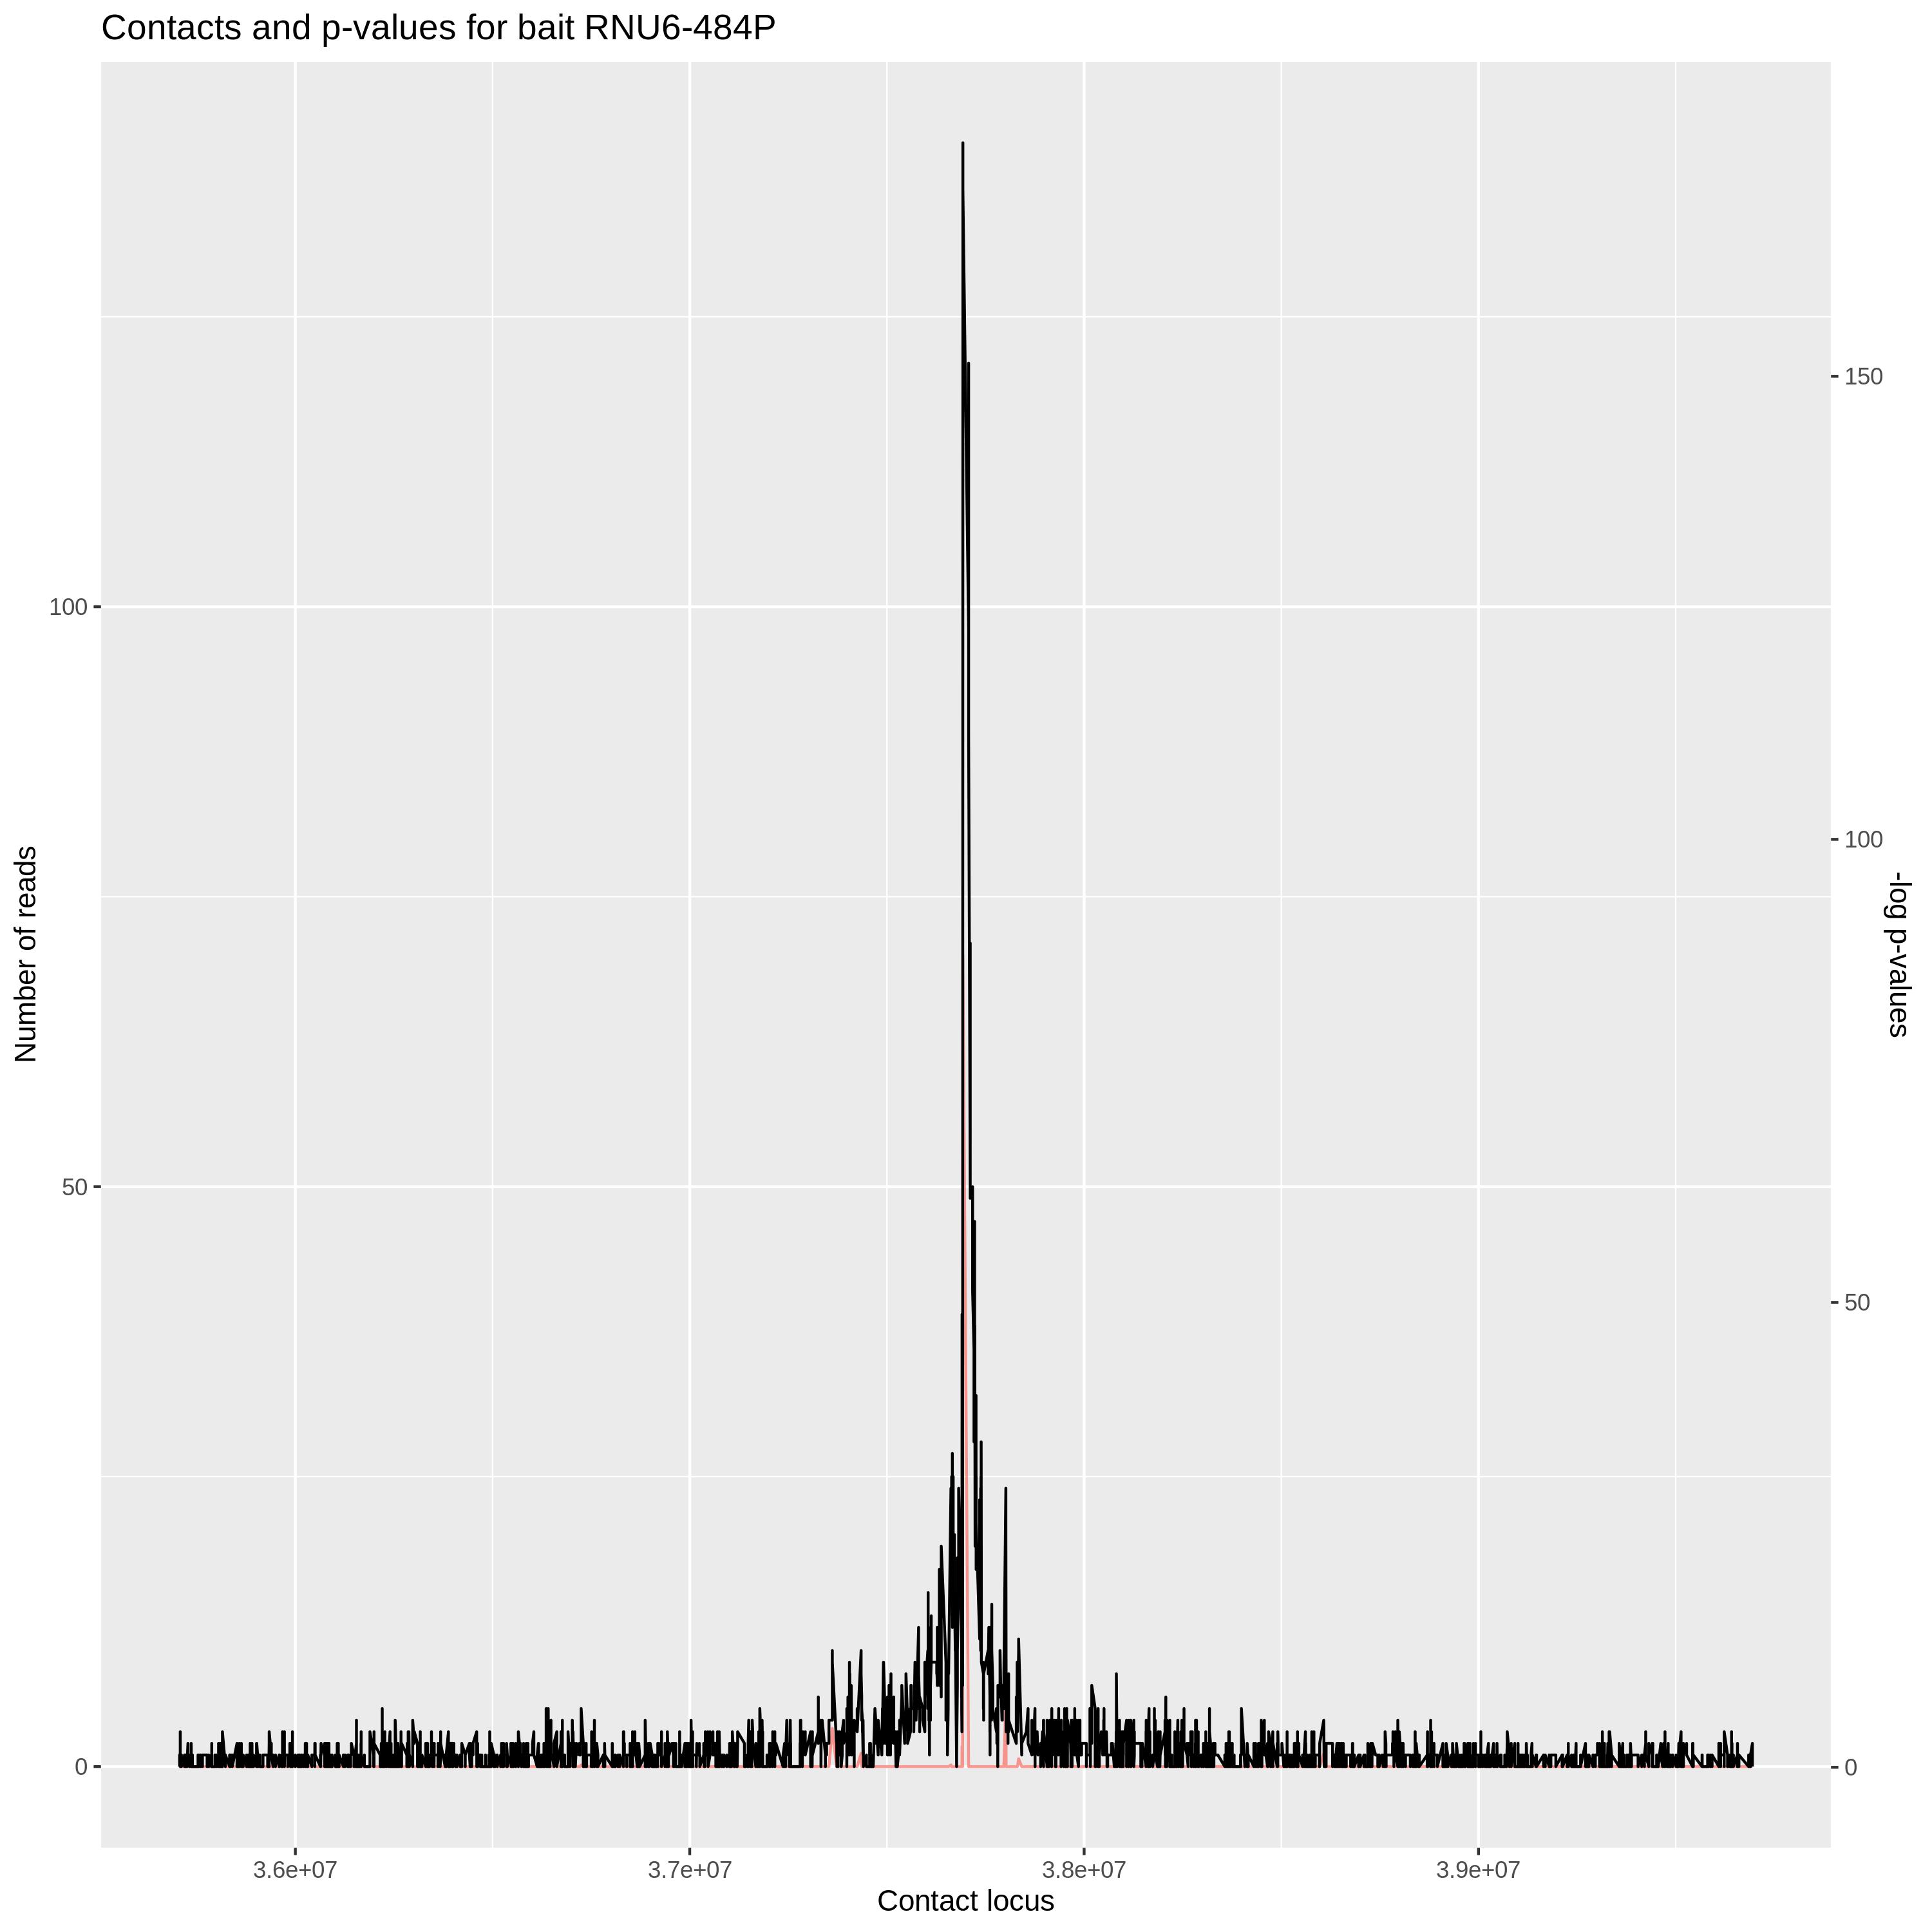 Contacts and p-values for bait RNU6-484P
Number of reads
100
50
0
150
100
50
0
-log p-values
3.6e+07 3.7e+07 3.8e+07 3.9e+07
Contact locus